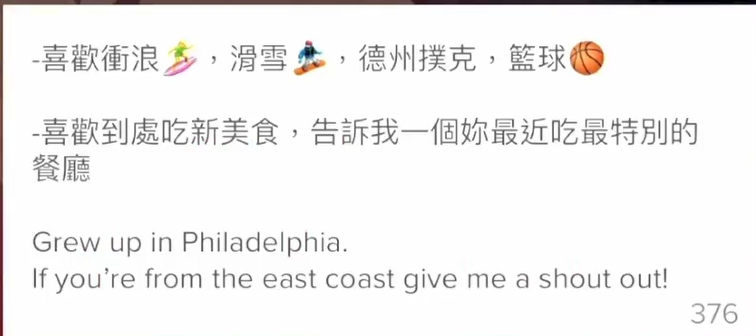 -喜歡衝浪🏄，滑雪🏂，德州撲克，籃球🏀
-喜歡到處吃新美食，告訴我一個妳最近吃最特別的
餐廳
Grew up in Philadelphia.
If you're from the east coast give me a shout out!
376